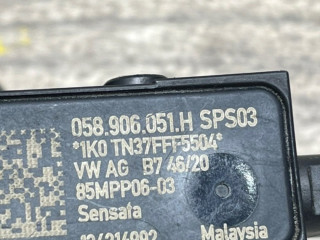 058.906.051.H SPS03
*1K0 TN37FFF5504*
VW AG B7 46/20
85MPP06-03
Sensata
Malaysia